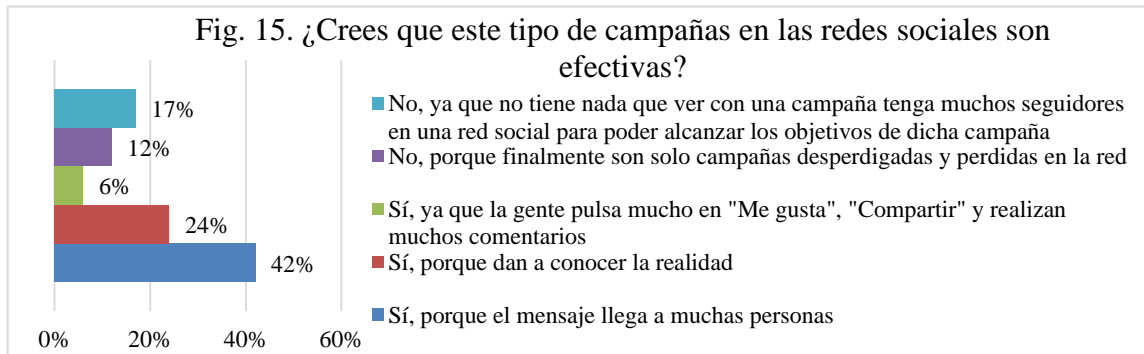 Fig. 15. ¿Crees que este tipo de campañas en las redes sociales son
efectivas?
17%
12%
6%
24%
42%
0%
20%
40%
60%
No, ya que no tiene nada que ver con una campaña tenga muchos seguidores
en una red social para poder alcanzar los objetivos de dicha campaña
No, porque finalmente son solo campañas desperdigadas y perdidas en la red
Sí, ya que la gente pulsa mucho en "Me gusta", "Compartir" y realizan
muchos comentarios
Sí, porque dan a conocer la realidad
Sí, porque el mensaje llega a muchas personas